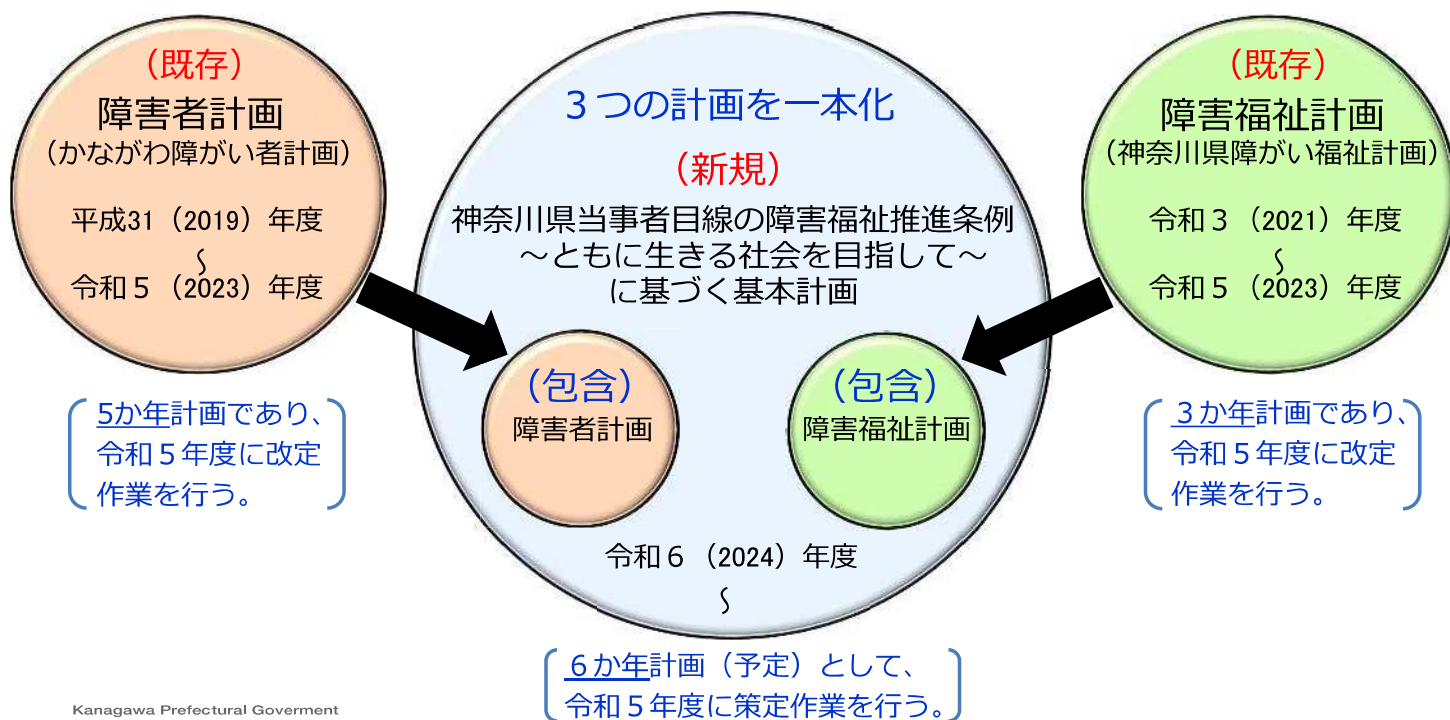 （既存）
障害者計画
（かながわ障がい者計画）
平成31（2019）年度
～
令和５（2023）年度
5か年計画であり、
令和５年度に改定
作業を行う。
３つの計画を一本化
（新規）
神奈川県当事者目線の障害福祉推進条例
～ともに生きる社会を目指して～
に基づく基本計画
（包含）
障害者計画
（包含）
障害福祉計画
令和６（2024）年度
～
６か年計画（予定）として、
令和５年度に策定作業を行う。
（既存）
障害福祉計画
（神奈川県障がい福祉計画）
令和３（2021）年度
～
令和５（2023）年度
３か年計画であり、
令和５年度に改定
作業を行う。
Kanagawa Prefectural Goverment